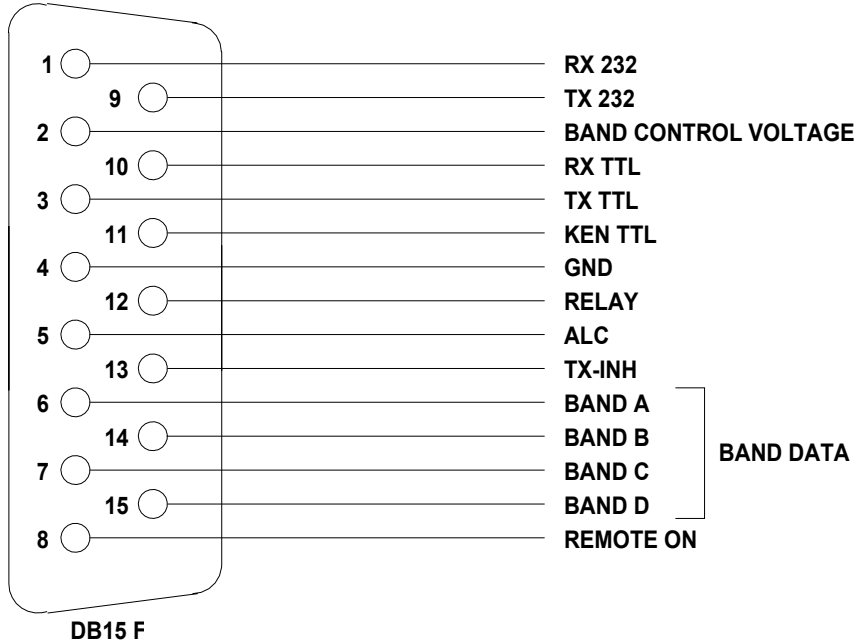 1 RX 232
9 TX 232
2 BAND CONTROL VOLTAGE
10 RX TTL
3 TX TTL
11 KEN TTL
4 GND
12 RELAY
5 ALC
13 TX-INH
6 BAND A
14 BAND B
BAND DATA
7 BAND C
15 BAND D
8 REMOTE ON
DB15 F